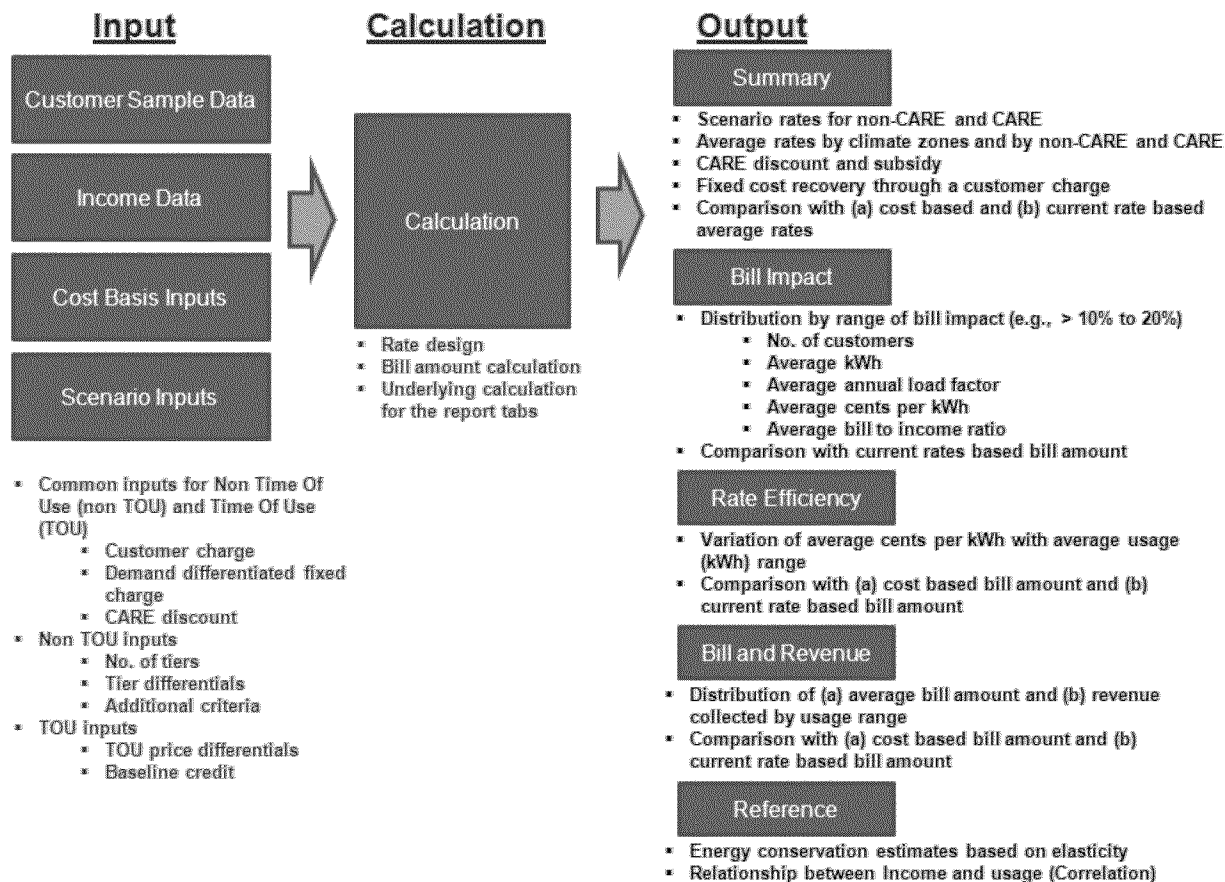 Input
Customer Sample Data
Income Data
Cost Basis Inputs
Scenario Inputs
▪ Common inputs for Non Time Of
Use (non TOU) and Time Of Use
(TOU)
▪ Customer charge
▪ Demand differentiated fixed
charge
▪ CARE discount
▪ Non TOU inputs
▪ No. of tiers
▪ Tier differentials
▪ Additional criteria
▪ TOU inputs
▪ TOU price differentials
▪ Baseline credit
Calculation
Calculation
▪ Rate design
▪ Bill amount calculation
▪ Underlying calculation
for the report tabs
Output
Summary
▪ Scenario rates for non-CARE and CARE
▪ Average rates by climate zones and by non-CARE and CARE
▪ CARE discount and subsidy
▪ Fixed cost recovery through a customer charge
▪ Comparison with (a) cost based and (b) current rate based
average rates
Bill Impact
▪ Distribution by range of bill impact (e.g., > 10% to 20%)
▪ No. of customers
▪ Average kWh
▪ Average annual load factor
▪ Average cents per kWh
▪ Average bill to income ratio
▪ Comparison with current rates based bill amount
Rate Efficiency
▪ Variation of average cents per kWh with average usage
(kWh) range
▪ Comparison with (a) cost based bill amount and (b)
current rate based bill amount
Bill and Revenue
▪ Distribution of (a) average bill amount and (b) revenue
collected by usage range
▪ Comparison with (a) cost based bill amount and (b)
current rate based bill amount
Reference
▪ Energy conservation estimates based on elasticity
▪ Relationship between Income and usage (Correlation)